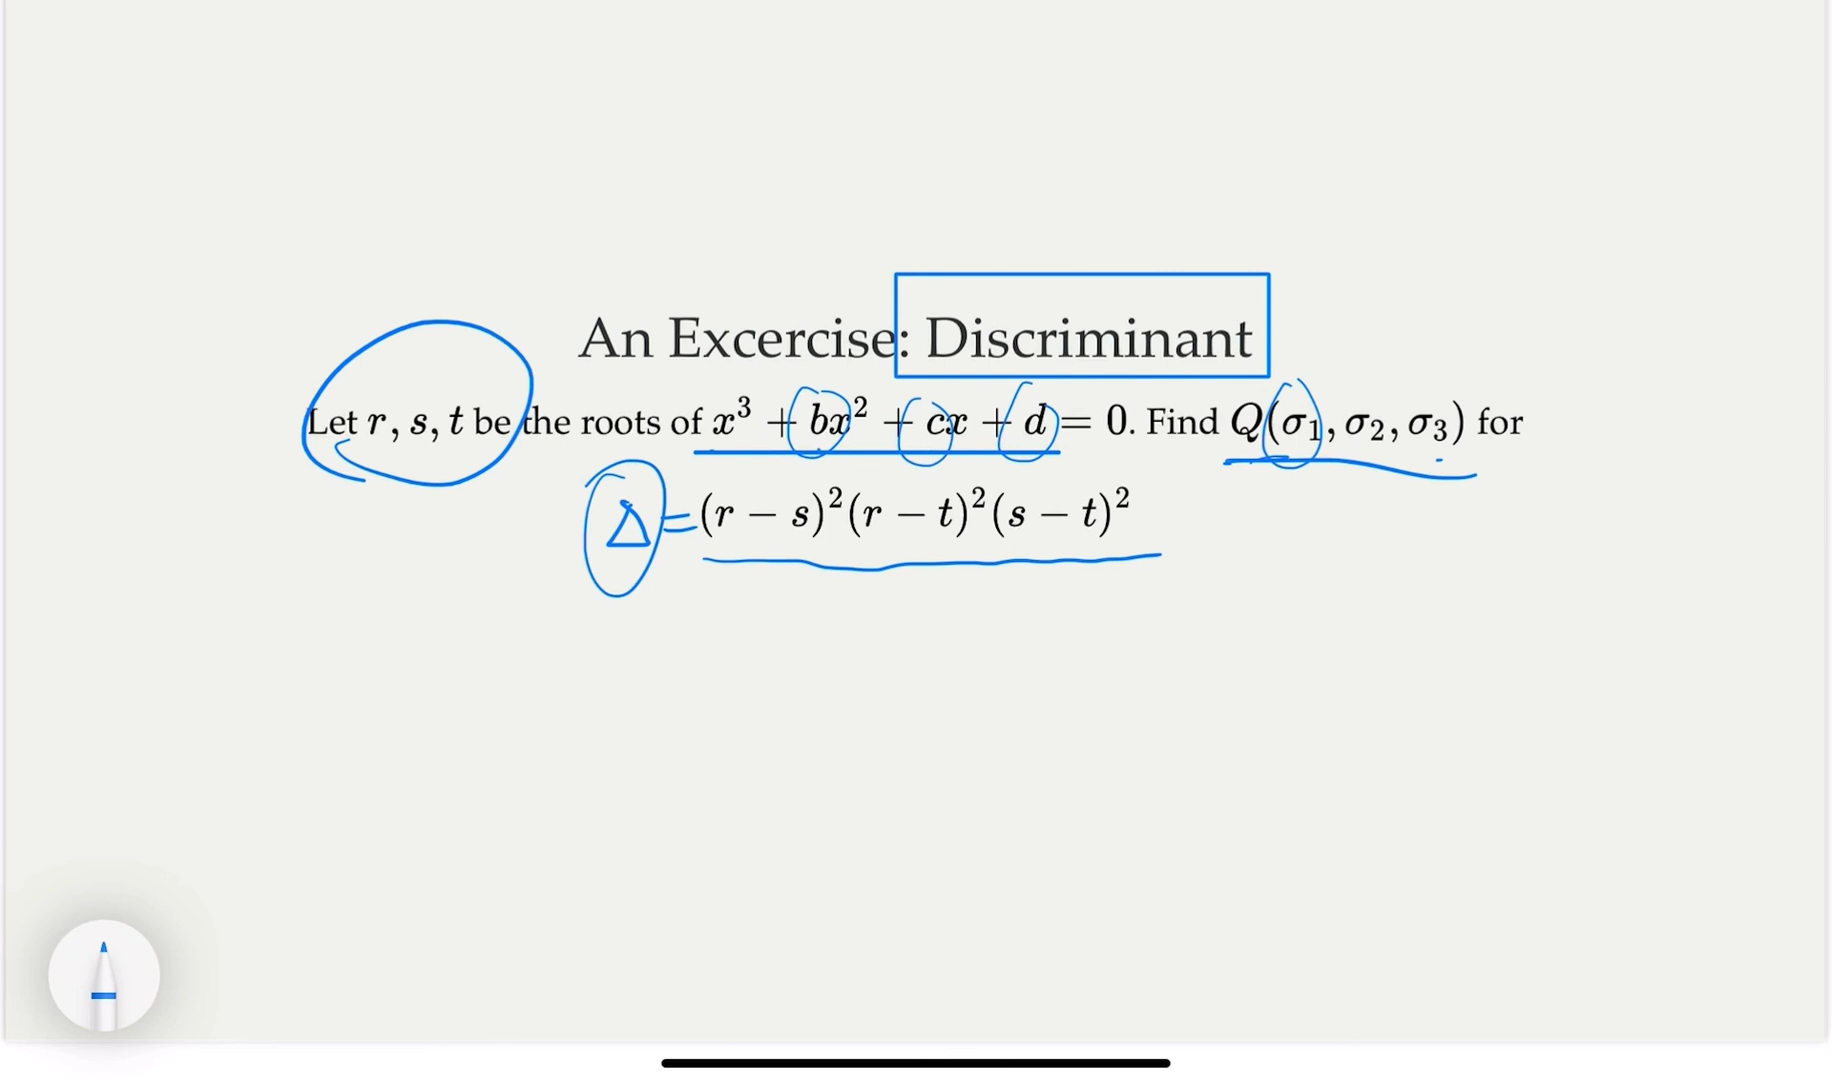 An Excercise: Discriminant
Let r, s, t be the roots of x³ + bx² + cx + d = 0. Find Q(σ₁, σ₂, σ₃) for
Δ = (r − s)²(r − t)²(s − t)²